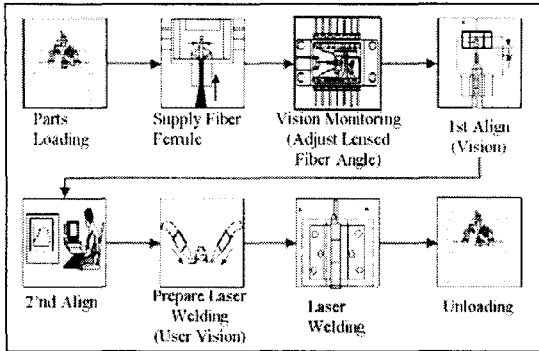 Parts
Loading
Supply Fiber
Ferrule
Vision Monitoring
(Adjust Lensed
Fiber Angle)
1st Align
(Vision)
2'nd Align
Prepare Laser
Welding
(User Vision)
Laser
Welding
Unloading